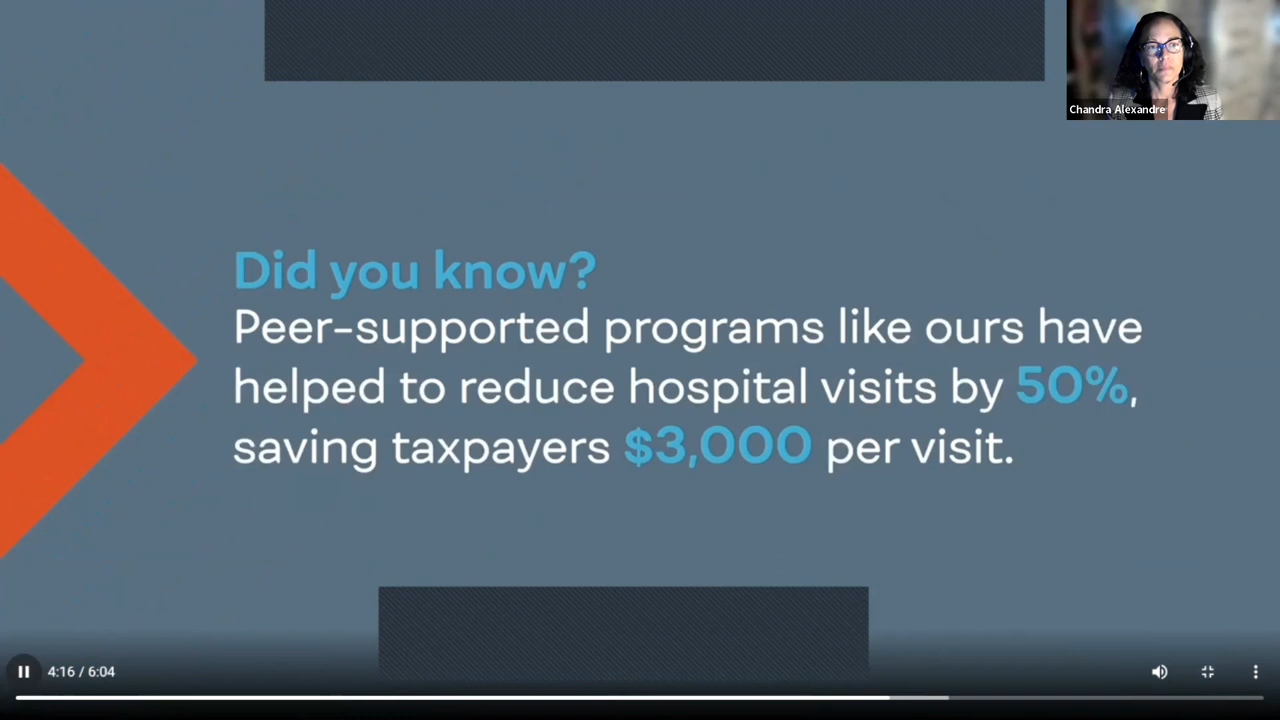 Chandra Alexandre
Did you know?
Peer-supported programs like ours have
helped to reduce hospital visits by 50%,
saving taxpayers $3,000 per visit.
4:16 / 6:04